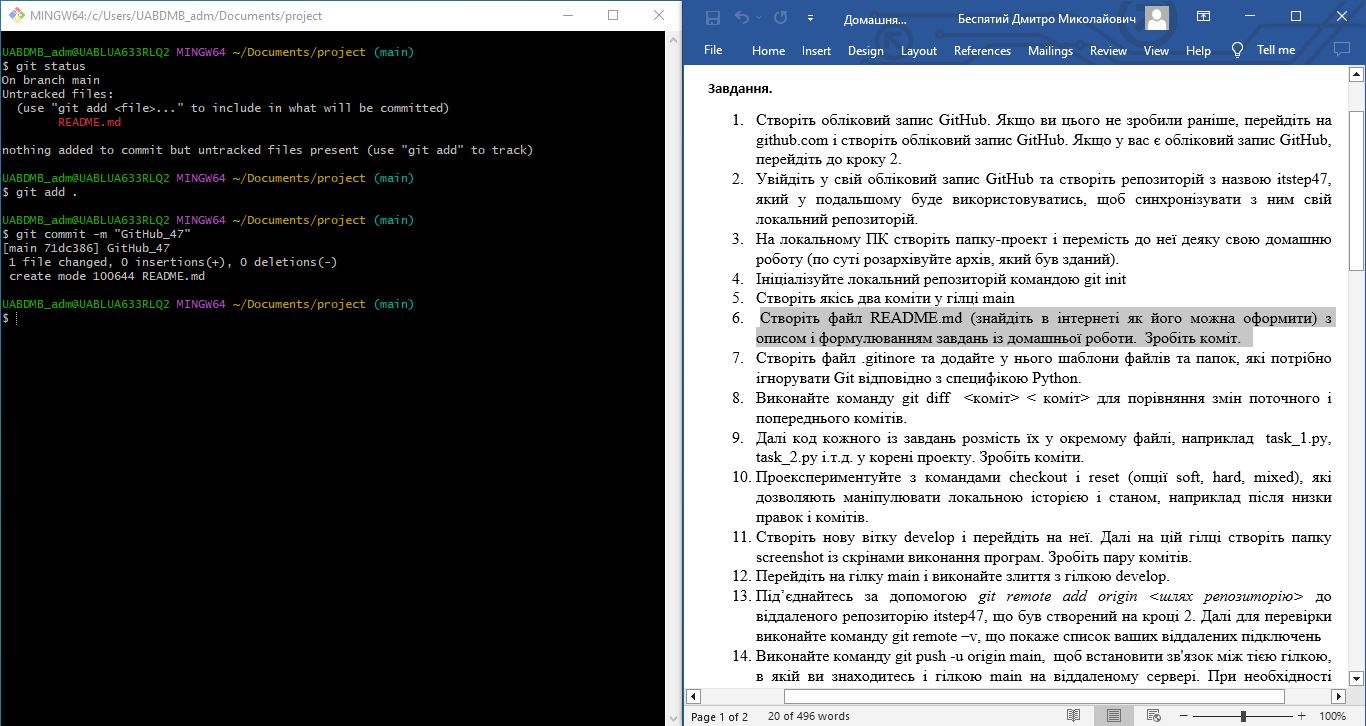 MINGW64:/c/Users/UABDMB_adm/Documents/project
UABDMB_adm@UABLUA633RLQ2 MINGW64 ~/Documents/project (main)
$ git status
On branch main
Untracked files:
  (use "git add <file>..." to include in what will be committed)
        README.md
nothing added to commit but untracked files present (use "git add" to track)
UABDMB_adm@UABLUA633RLQ2 MINGW64 ~/Documents/project (main)
$ git add .
UABDMB_adm@UABLUA633RLQ2 MINGW64 ~/Documents/project (main)
$ git commit -m "GitHub_47"
[main 71dc386] GitHub_47
 1 file changed, 0 insertions(+), 0 deletions(-)
 create mode 100644 README.md
UABDMB_adm@UABLUA633RLQ2 MINGW64 ~/Documents/project (main)
$
Домашня... Беспятий Дмитро Миколайович
File Home Insert Design Layout References Mailings Review View Help Tell me
Завдання.
1. Створіть обліковий запис GitHub. Якщо ви цього не зробили раніше, перейдіть на
github.com і створіть обліковий запис GitHub. Якщо у вас є обліковий запис GitHub,
перейдіть до кроку 2.
2. Увійдіть у свій обліковий запис GitHub та створіть репозиторій з назвою itstep47,
який у подальшому буде використовуватись, щоб синхронізувати з ним свій
локальний репозиторій.
3. На локальному ПК створіть папку-проект і перемість до неї деяку свою домашню
роботу (по суті розархівуйте архів, який був зданий).
4. Ініціалізуйте локальний репозиторій командою git init
5. Створіть якісь два коміти у гілці main
6. Створіть файл README.md (знайдіть в інтернеті як його можна оформити) з
описом і формулюванням завдань із домашньої роботи. Зробіть коміт.
7. Створіть файл .gitinore та додайте у нього шаблони файлів та папок, які потрібно
ігнорувати Git відповідно з специфікою Python.
8. Виконайте команду git diff <коміт> < коміт> для порівняння змін поточного і
попереднього комітів.
9. Далі код кожного із завдань розмість їх у окремому файлі, наприклад task_1.py,
task_2.py і.т.д. у корені проекту. Зробіть коміти.
10. Проекспериментуйте з командами checkout і reset (опції soft, hard, mixed), які
дозволяють маніпулювати локальною історією і станом, наприклад після низки
правок і комітів.
11. Створіть нову вітку develop і перейдіть на неї. Далі на цій гілці створіть папку
screenshot із скрінами виконання програм. Зробіть пару комітів.
12. Перейдіть на гілку main і виконайте злиття з гілкою develop.
13. Під’єднайтесь за допомогою git remote add origin <шлях репозиторію> до
віддаленого репозиторію itstep47, що був створений на кроці 2. Далі для перевірки
виконайте команду git remote –v, що покаже список ваших віддалених підключень
14. Виконайте команду git push -u origin main, щоб встановити зв'язок між тією гілкою,
в якій ви знаходитесь і гілкою main на віддаленому сервері. При необхідності
Page 1 of 2 20 of 496 words 100%